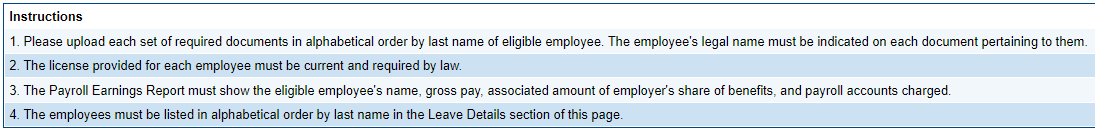 Instructions
1. Please upload each set of required documents in alphabetical order by last name of eligible employee. The employee's legal name must be indicated on each document pertaining to them.
2. The license provided for each employee must be current and required by law.
3. The Payroll Earnings Report must show the eligible employee's name, gross pay, associated amount of employer's share of benefits, and payroll accounts charged.
4. The employees must be listed in alphabetical order by last name in the Leave Details section of this page.